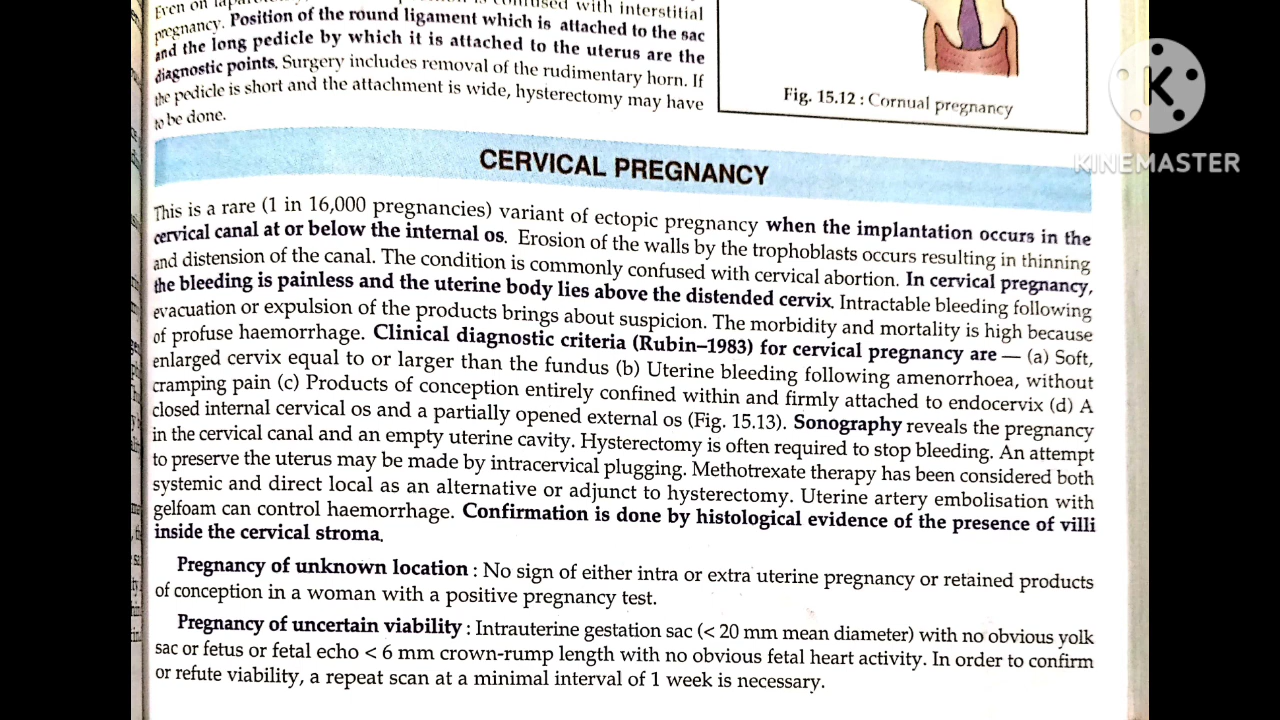 Even on
used with interstitial
pregnancy. Position of the round ligament which is attached to the sac
and the long pedicle by which it is attached to the uterus are the
diagnostic points. Surgery includes removal of the rudimentary horn. If
the pedicle is short and the attachment is wide, hysterectomy may have
to be done.
Fig. 15.12 : Cornual pregnancy
K
KINEMASTER
CERVICAL PREGNANCY
This is a rare (1 in 16,000 pregnancies) variant of ectopic pregnancy when the implantation occurs in the
cervical canal at or below the internal os. Erosion of the walls by the trophoblasts occurs resulting in thinning
and distension of the canal. The condition is commonly confused with cervical abortion. In cervical pregnancy,
the bleeding is painless and the uterine body lies above the distended cervix. Intractable bleeding following
evacuation or expulsion of the products brings about suspicion. The morbidity and mortality is high because
of profuse haemorrhage. Clinical diagnostic criteria (Rubin–1983) for cervical pregnancy are — (a) Soft,
enlarged cervix equal to or larger than the fundus (b) Uterine bleeding following amenorrhoea, without
cramping pain (c) Products of conception entirely confined within and firmly attached to endocervix (d) A
closed internal cervical os and a partially opened external os (Fig. 15.13). Sonography reveals the pregnancy
in the cervical canal and an empty uterine cavity. Hysterectomy is often required to stop bleeding. An attempt
to preserve the uterus may be made by intracervical plugging. Methotrexate therapy has been considered both
systemic and direct local as an alternative or adjunct to hysterectomy. Uterine artery embolisation with
gelfoam can control haemorrhage. Confirmation is done by histological evidence of the presence of villi
inside the cervical stroma.
Pregnancy of unknown location : No sign of either intra or extra uterine pregnancy or retained products
of conception in a woman with a positive pregnancy test.
Pregnancy of uncertain viability : Intrauterine gestation sac (< 20 mm mean diameter) with no obvious yolk
sac or fetus or fetal echo < 6 mm crown-rump length with no obvious fetal heart activity. In order to confirm
or refute viability, a repeat scan at a minimal interval of 1 week is necessary.